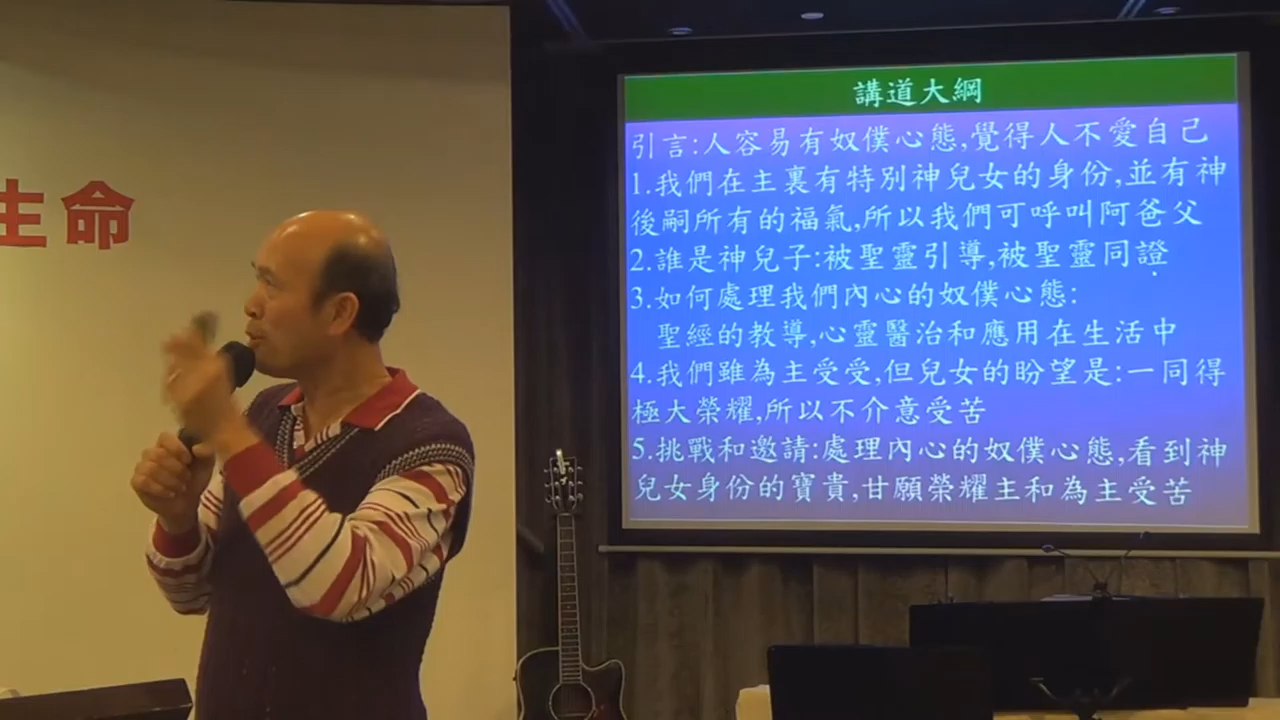 生命
講道大綱
引言:人容易有奴僕心態,覺得人不愛自己
1.我們在主裏有特別神兒女的身份,並有神
後嗣所有的福氣,所以我們可呼叫阿爸父
2.誰是神兒子:被聖靈引導,被聖靈同證
3.如何處理我們內心的奴僕心態:
聖經的教導,心靈醫治和應用在生活中
4.我們雖為主受受,但兒女的盼望是:一同得
極大榮耀,所以不介意受苦
5.挑戰和邀請:處理內心的奴僕心態,看到神
兒女身份的寶貴,甘願榮耀主和為主受苦